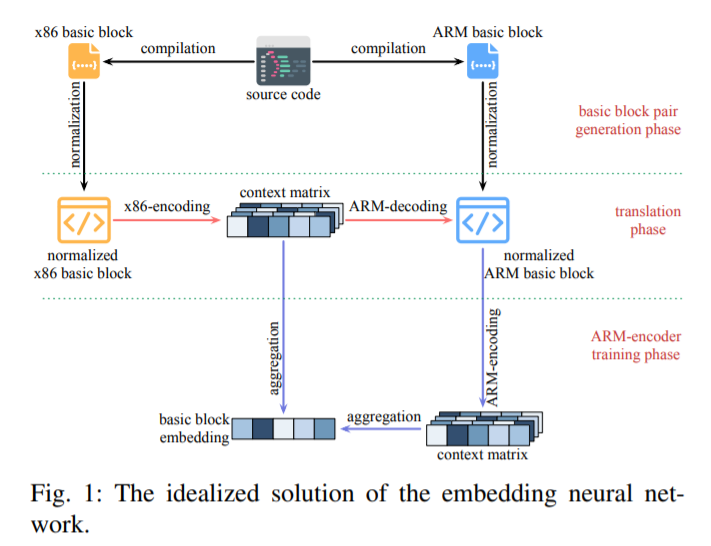 x86 basic block
ARM basic block
compilation
compilation
{····}
{····}
source code
normalization
normalization
basic block pair
generation phase
x86-encoding
context matrix
ARM-decoding
</>
</>
translation
phase
normalized
x86 basic block
normalized
ARM basic block
aggregation
ARM-encoding
ARM-encoder
training phase
basic block
embedding
aggregation
context matrix
Fig. 1: The idealized solution of the embedding neural net-
work.